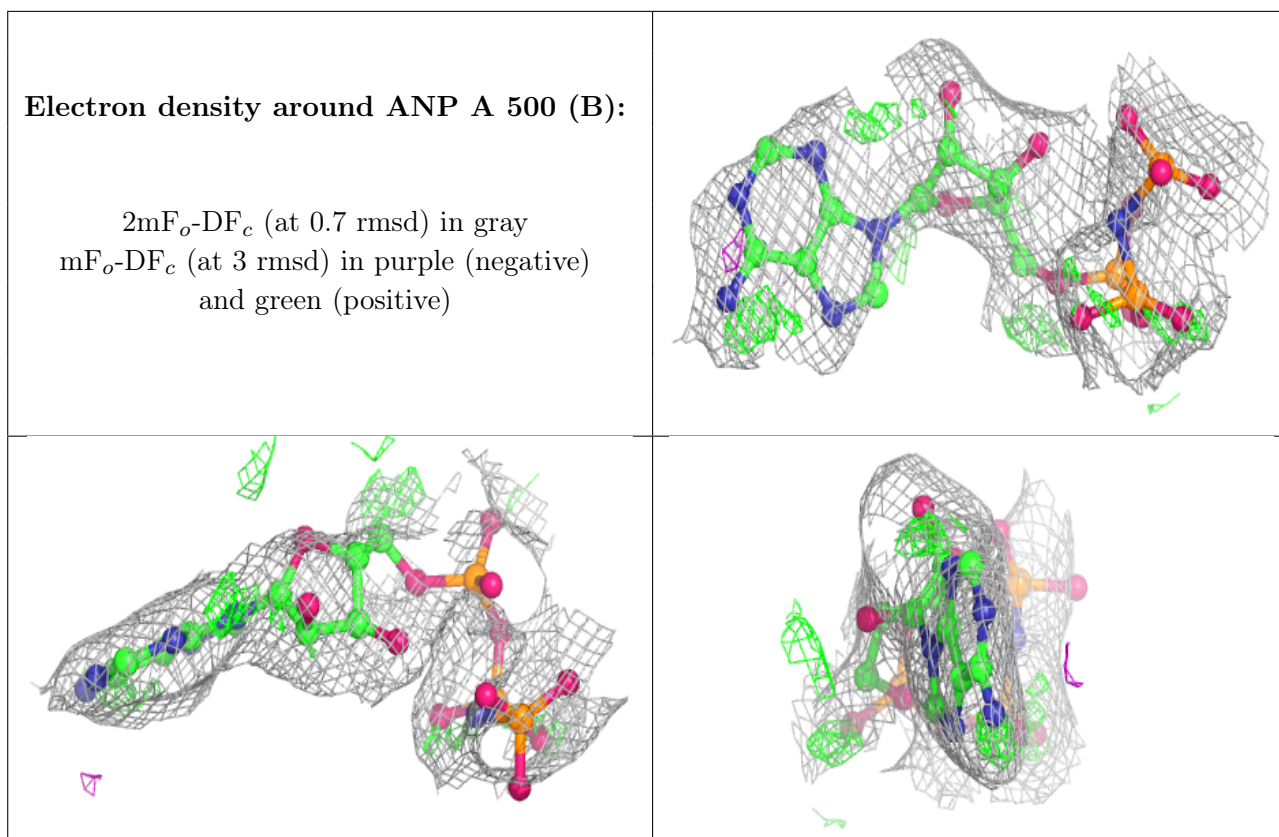 Electron density around ANP A 500 (B):
2mFₒ-DF𝒸 (at 0.7 rmsd) in gray
mFₒ-DF𝒸 (at 3 rmsd) in purple (negative)
and green (positive)